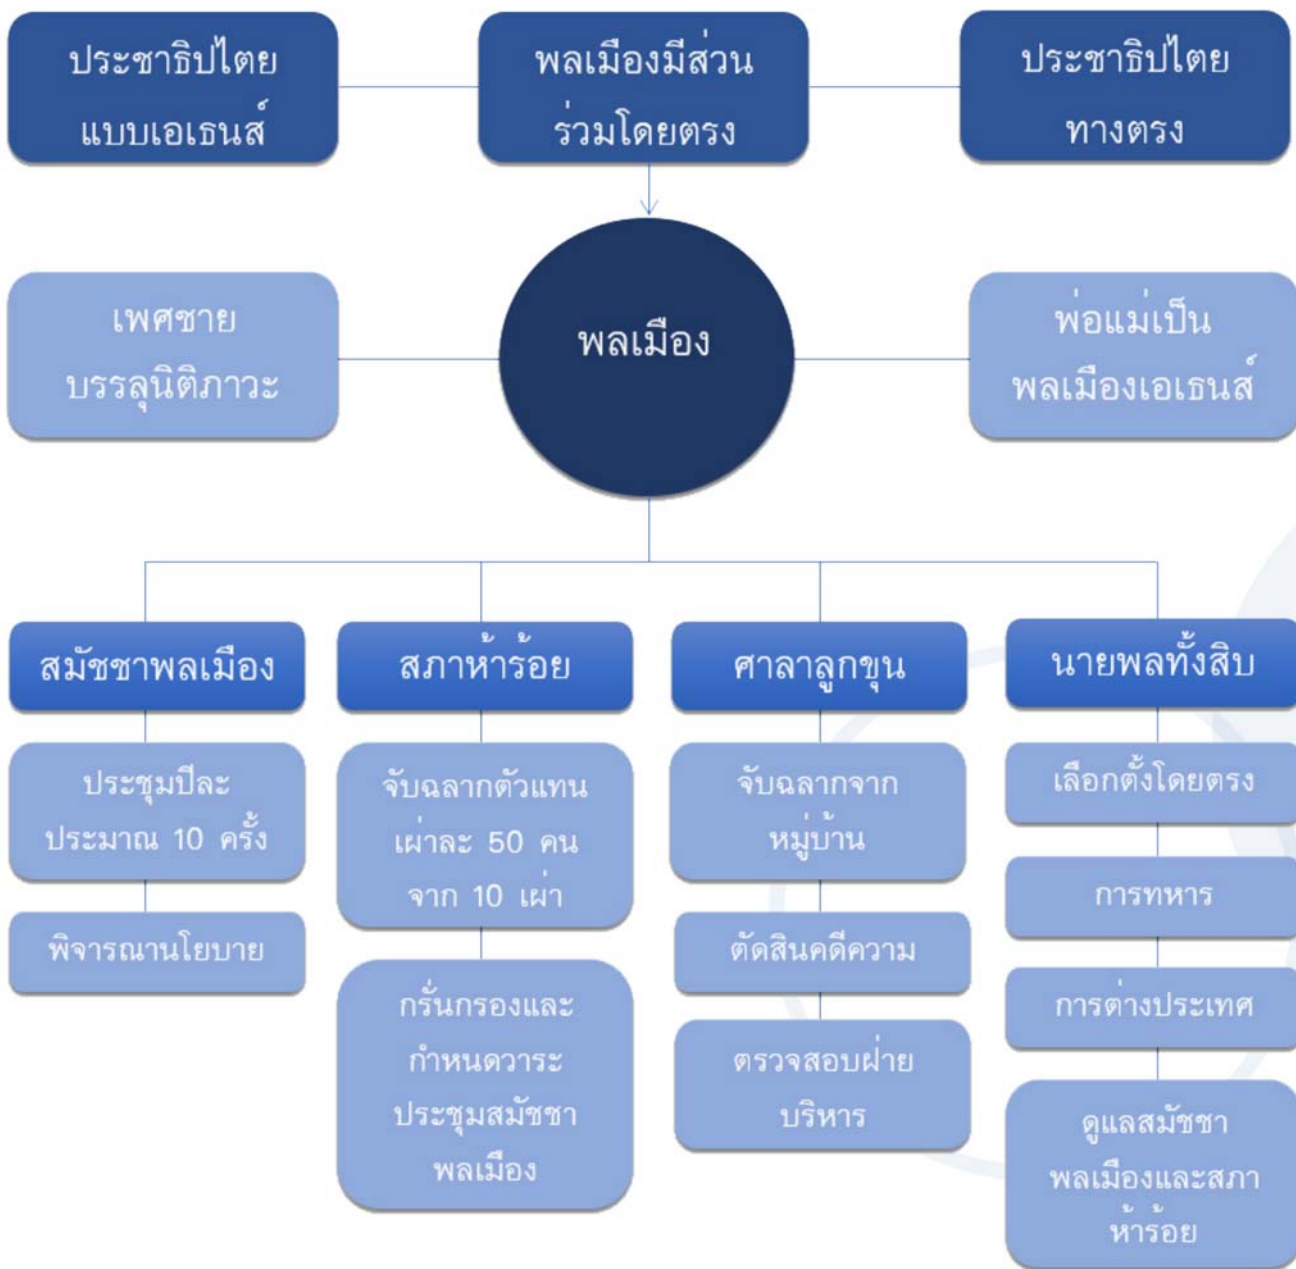 ประชาธิปไตย
แบบเอเธนส์
พลเมืองมีส่วน
ร่วมโดยตรง
ประชาธิปไตย
ทางตรง
เพศชาย
บรรลุนิติภาวะ
พลเมือง
พ่อแม่เป็น
พลเมืองเอเธนส์
สมัชชาพลเมือง
ประชุมปีละ
ประมาณ 10 ครั้ง
พิจารณานโยบาย
สภาห้าร้อย
จับฉลากตัวแทน
เผ่าละ 50 คน
จาก 10 เผ่า
กรั่นกรองและ
กำหนดวาระ
ประชุมสมัชชา
พลเมือง
ศาลาลูกขุน
จับฉลากจาก
หมู่บ้าน
ตัดสินคดีความ
ตรวจสอบฝ่าย
บริหาร
นายพลทั้งสิบ
เลือกตั้งโดยตรง
การทหาร
การต่างประเทศ
ดูแลสมัชชา
พลเมืองและสภา
ห้าร้อย